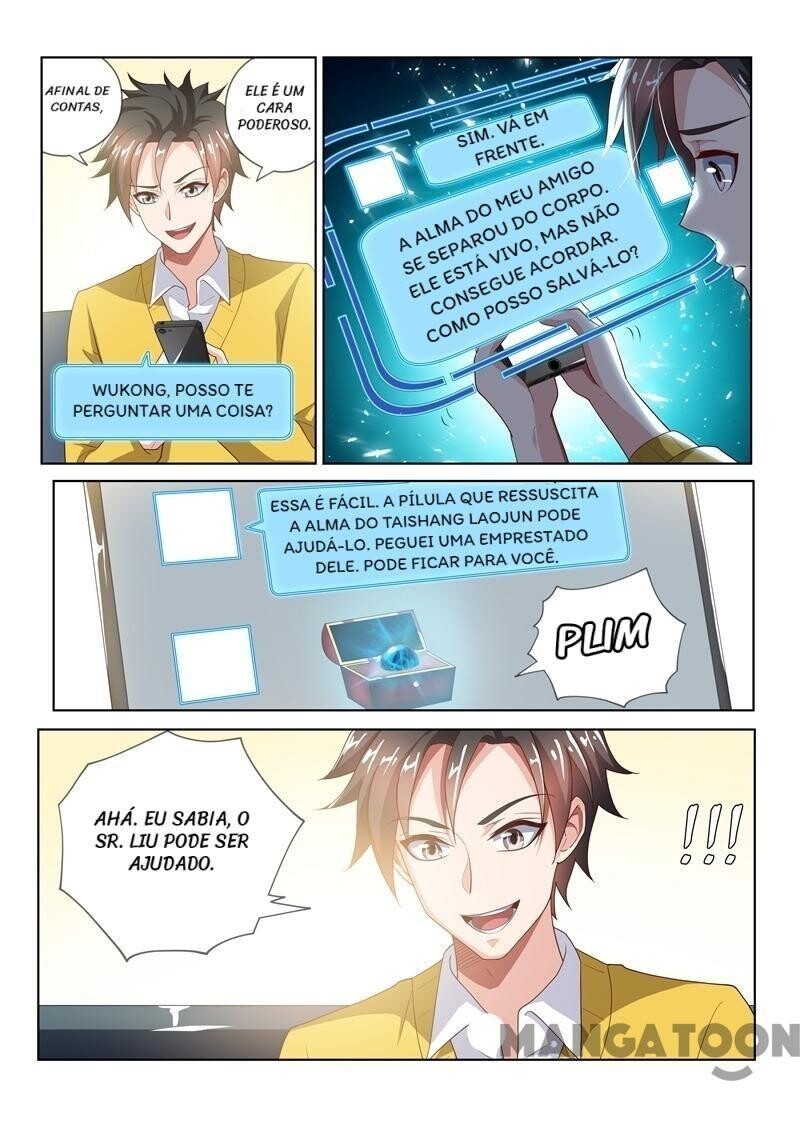 AFINAL DE
CONTAS,
ELE É UM
CARA
PODEROSO.
WUKONG, POSSO TE
PERGUNTAR UMA COISA?
SIM. VÁ EM
FRENTE.
A ALMA DO MEU AMIGO
SE SEPAROU DO CORPO.
ELE ESTÁ VIVO, MAS NÃO
CONSEGUE ACORDAR.
COMO POSSO SALVÁ-LO?
ESSA É FÁCIL. A PÍLULA QUE RESSUSCITA
A ALMA DO TAISHANG LAOJUN PODE
AJUDÁ-LO. PEGUEI UMA EMPRESTADO
DELE. PODE FICAR PARA VOCÊ.
PLIM
AHÁ. EU SABIA, O
SR. LIU PODE SER
AJUDADO.
!!!
MANGATOON